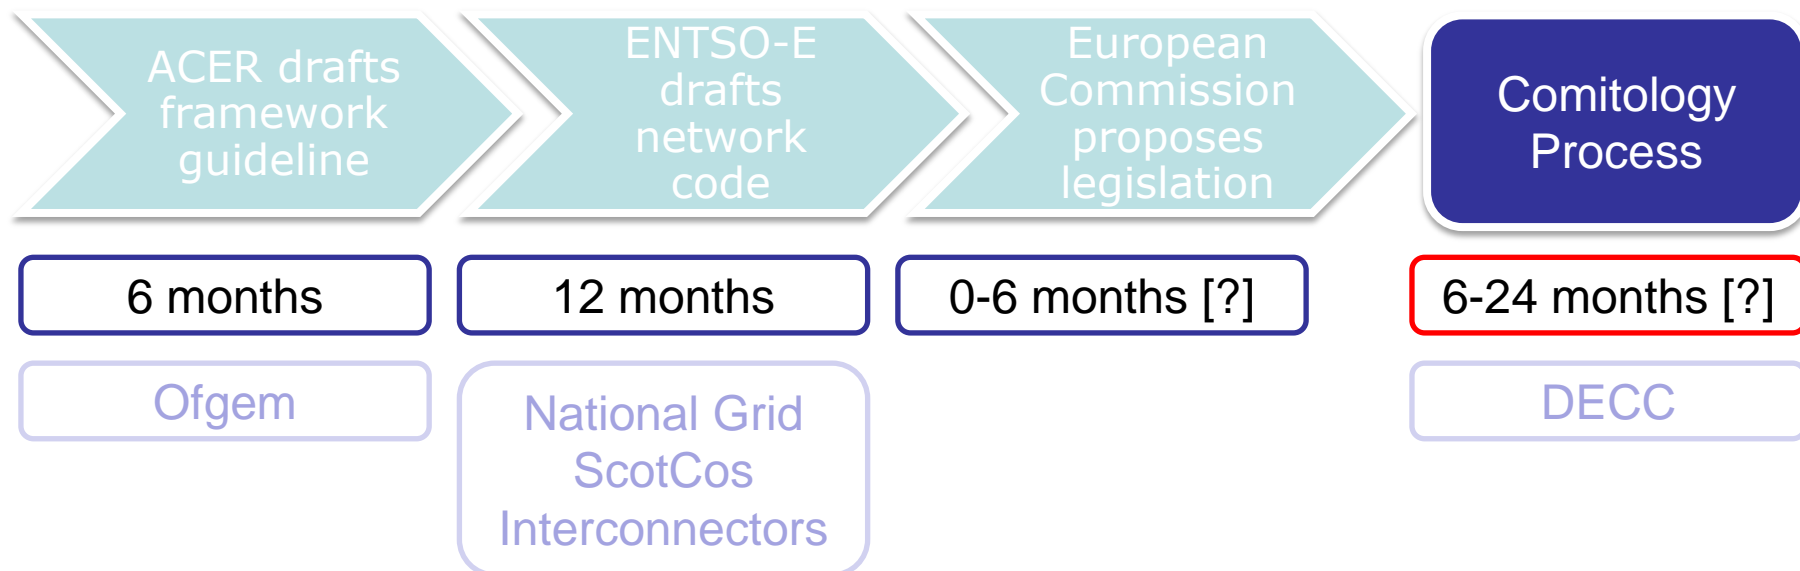 ACER drafts
framework
guideline
ENTSO-E
drafts
network
code
European
Commission
proposes
legislation
Comitology
Process
6 months
12 months
0-6 months [?]
6-24 months [?]
Ofgem
National Grid
ScotCos
Interconnectors
DECC